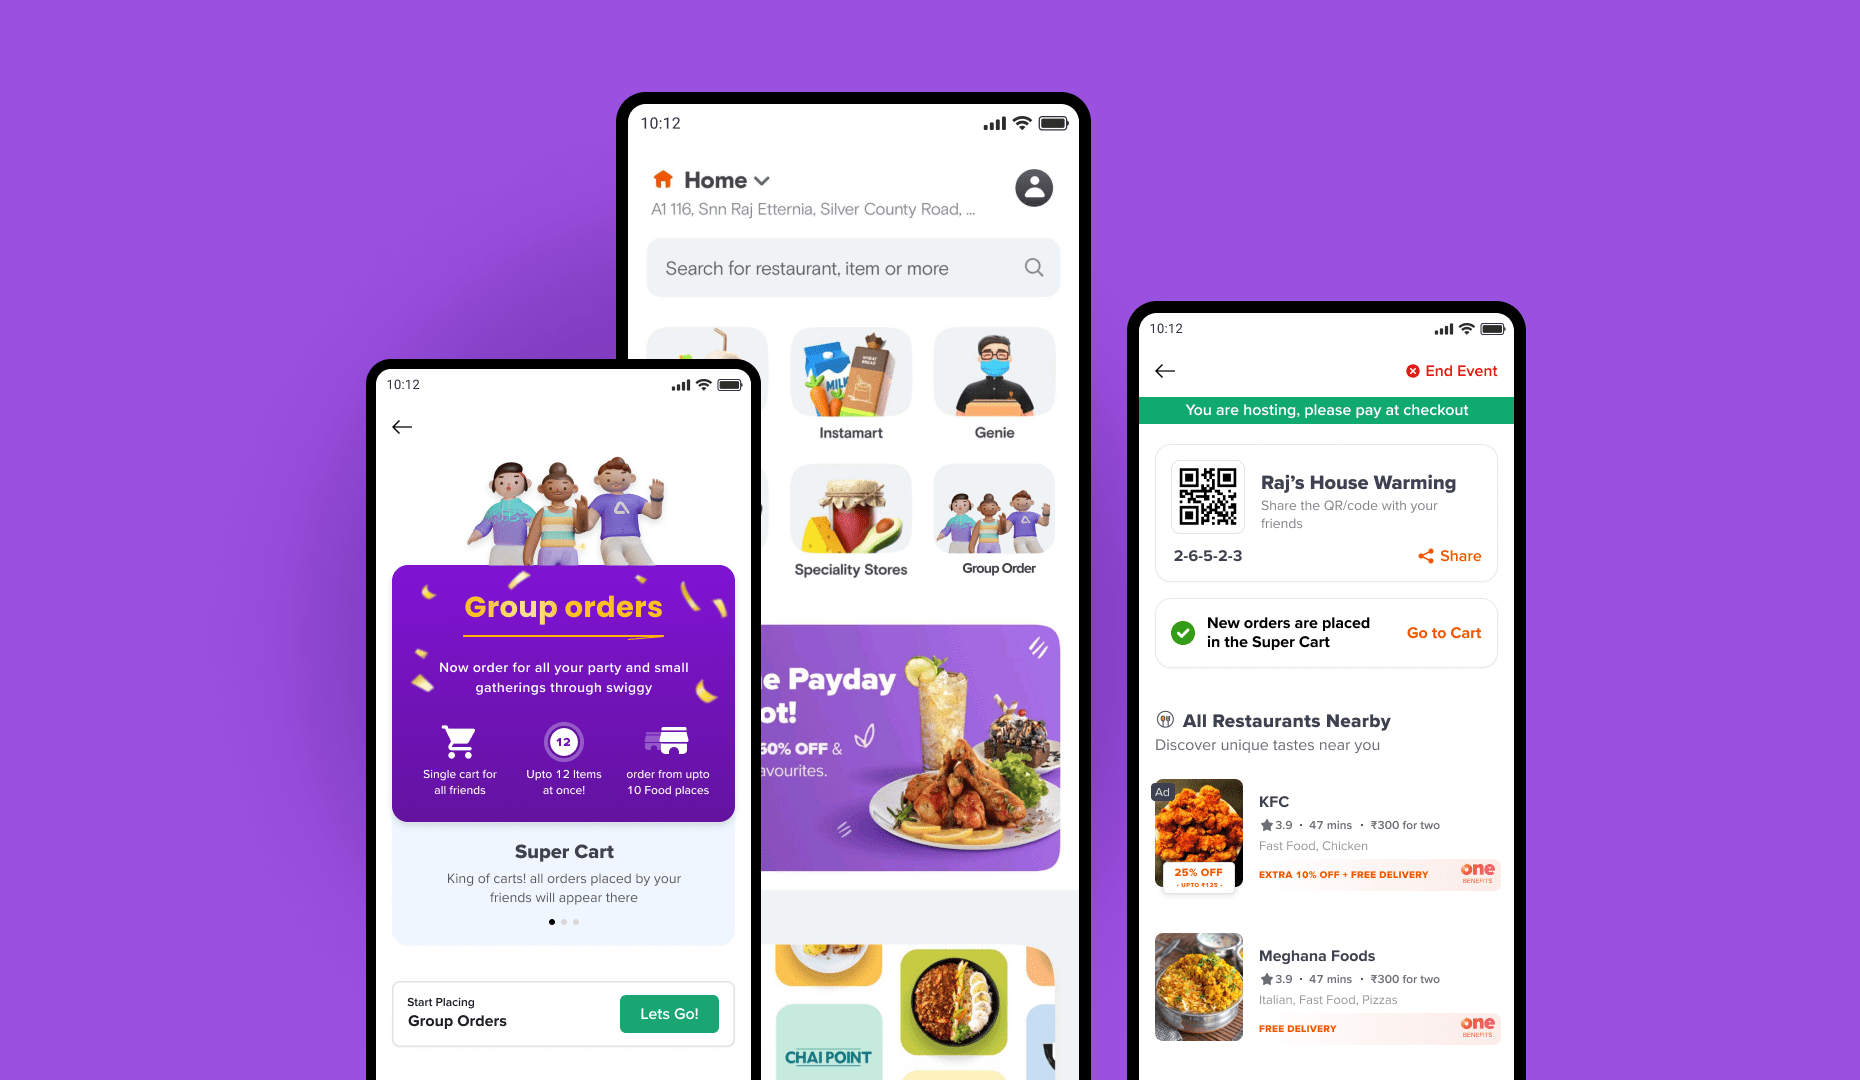 10:12
Group orders
Now order for all your party and small
gatherings through swiggy
12
Single cart for
all friends
Upto 12 Items
at once!
order from upto
10 Food places
Super Cart
King of carts! all orders placed by your
friends will appear there
Start Placing
Group Orders
Lets Go!
10:12
Home
A1 116, Snn Raj Etternia, Silver County Road, ...
Search for restaurant, item or more
MILK
WHEAT
BREAD
Instamart
Genie
Speciality Stores
Group Order
e Payday
ot!
60% OFF &
avourites.
CHAI POINT
10:12
End Event
You are hosting, please pay at checkout
Raj's House Warming
Share the QR/code with your
friends
2-6-5-2-3
Share
New orders are placed
in the Super Cart
Go to Cart
All Restaurants Nearby
Discover unique tastes near you
Ad
25% OFF
- UPTO ₹125 -
KFC
3.9 · 47 mins · ₹300 for two
Fast Food, Chicken
EXTRA 10% OFF + FREE DELIVERY
one
BENEFITS
Meghana Foods
3.9 · 47 mins · ₹300 for two
Italian, Fast Food, Pizzas
FREE DELIVERY
one
BENEFITS